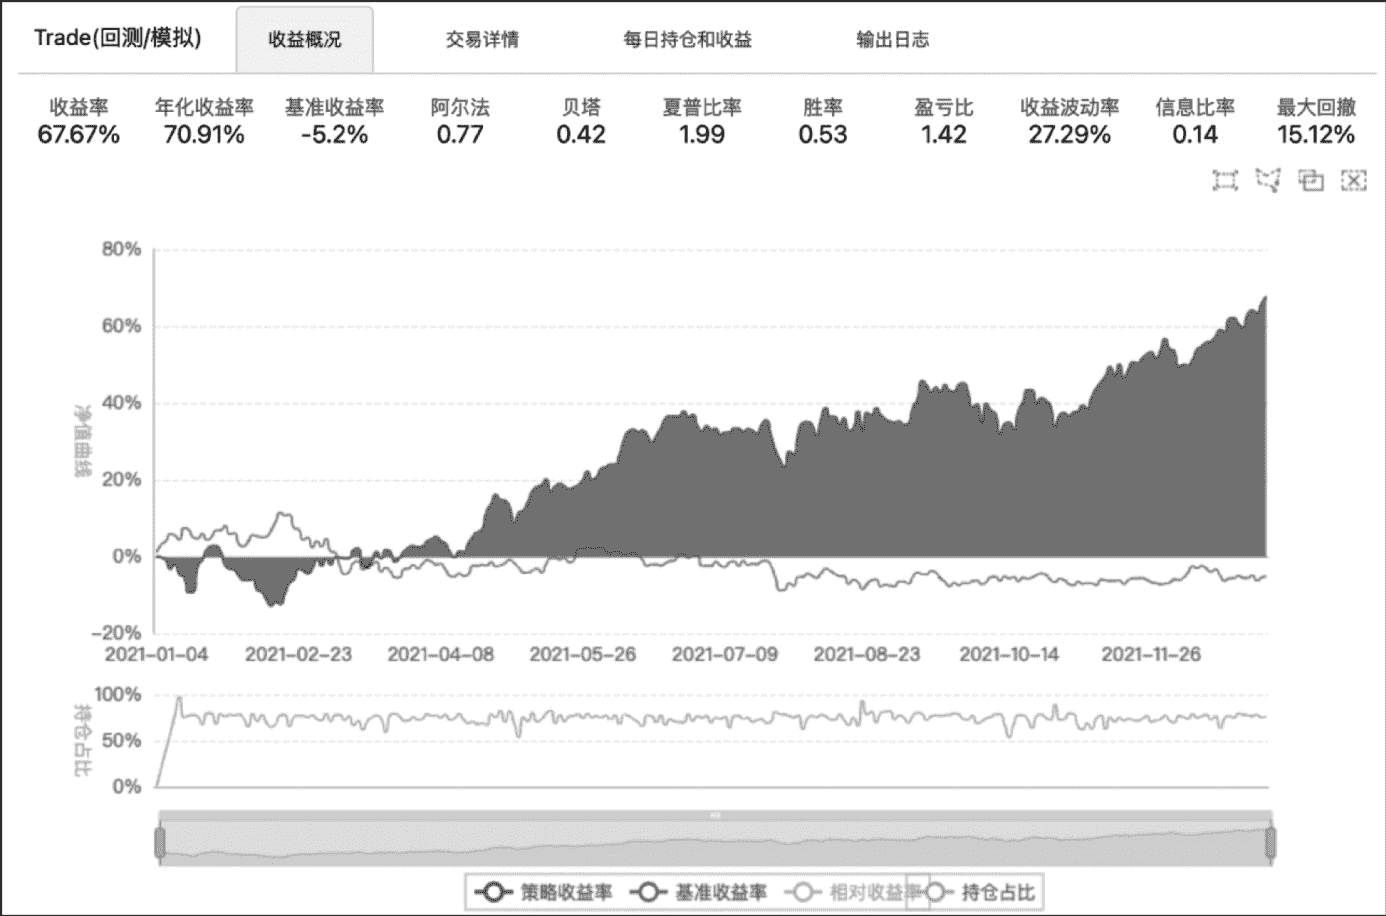 Trade(回测/模拟) 收益概况 交易详情 每日持仓和收益 输出日志
收益率 年化收益率 基准收益率 阿尔法 贝塔 夏普比率 胜率 盈亏比 收益波动率 信息比率 最大回撤
67.67% 70.91% -5.2% 0.77 0.42 1.99 0.53 1.42 27.29% 0.14 15.12%
80%
60%
40%
20%
0%
-20%
净值曲线
2021-01-04 2021-02-23 2021-04-08 2021-05-26 2021-07-09 2021-08-23 2021-10-14 2021-11-26
100%
50%
0%
持仓占比
策略收益率 基准收益率 相对收益率 持仓占比